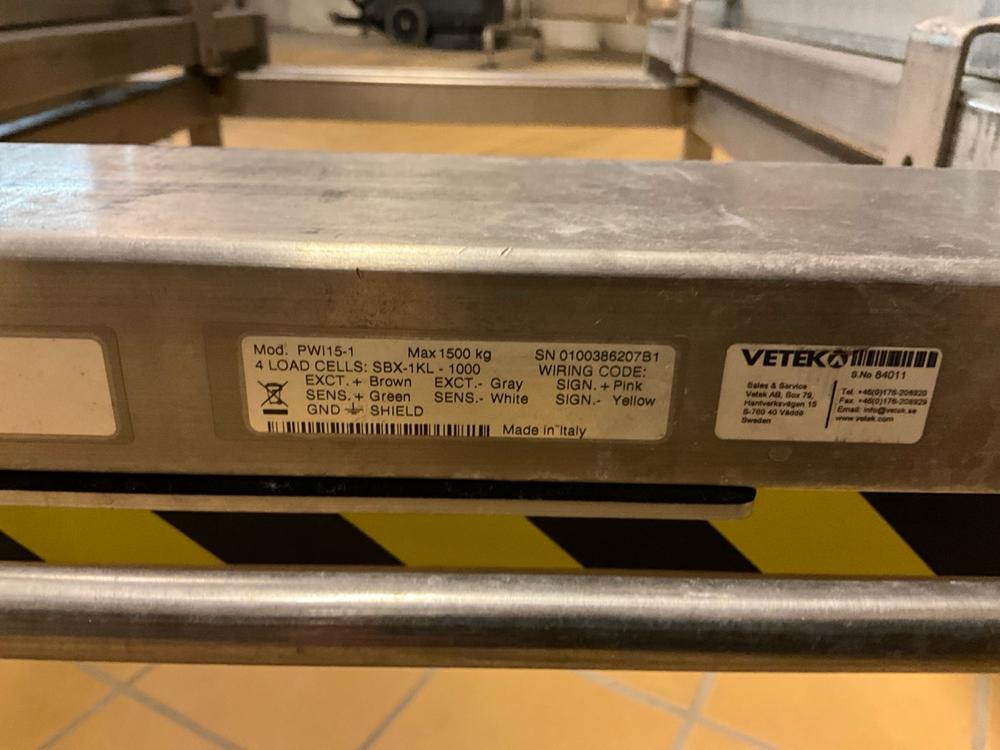 Mod. PWI15-1 Max 1500 kg SN 0100386207B1
4 LOAD CELLS: SBX-1KL - 1000 WIRING CODE:
EXCT. + Brown EXCT.- Gray SIGN. + Pink
SENS. + Green SENS.- White SIGN.- Yellow
GND SHIELD
Made in Italy
VETEK
S.No 84011
Sales & Service
Vetek AB, Box 79,
Hantverksvägen 15
S-760 40 Väddö
Sweden
Tel. +46(0)176-208920
Fax. +46(0)176-208929
Email: info@vetek.se
www.vetek.com